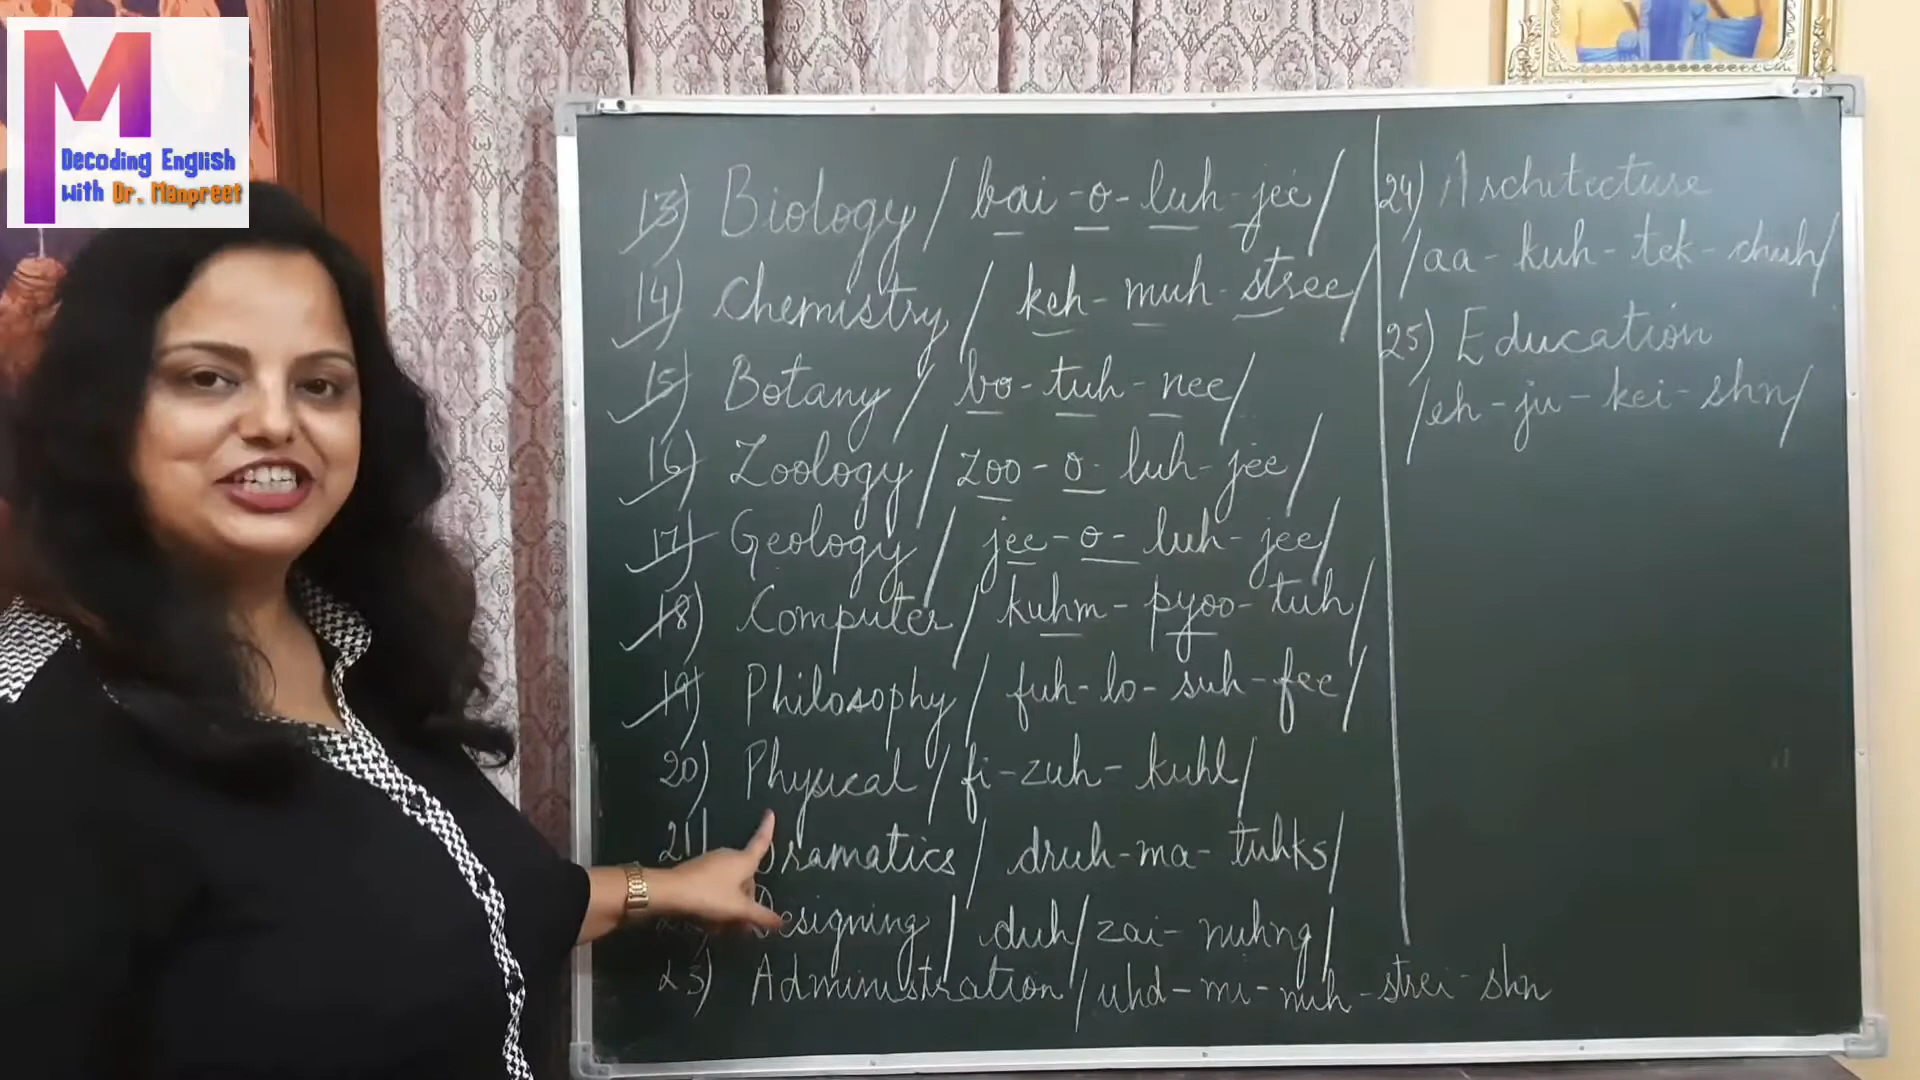 M
Decoding English
with Dr. Manpreet
13) Biology / bai-o-luh-jee /
14) Chemistry / keh-muh-stree /
15) Botany / bo-tuh-nee /
16) Zoology / zoo-o-luh-jee /
17) Geology / jee-o-luh-jee /
18) Computer / kuhm-pyoo-tuh /
19) Philosophy / fuh-lo-suh-fee /
20) Physical / fi-zuh-kuhl /
21) Dramatics / druh-ma-tuhks /
Designing / duh/zai-nuhng /
23) Administration / uhd-mi-nuh-strei-shn
24) Architecture
/aa-kuh-tek-chuh/
25) Education
/eh-ju-kei-shn/